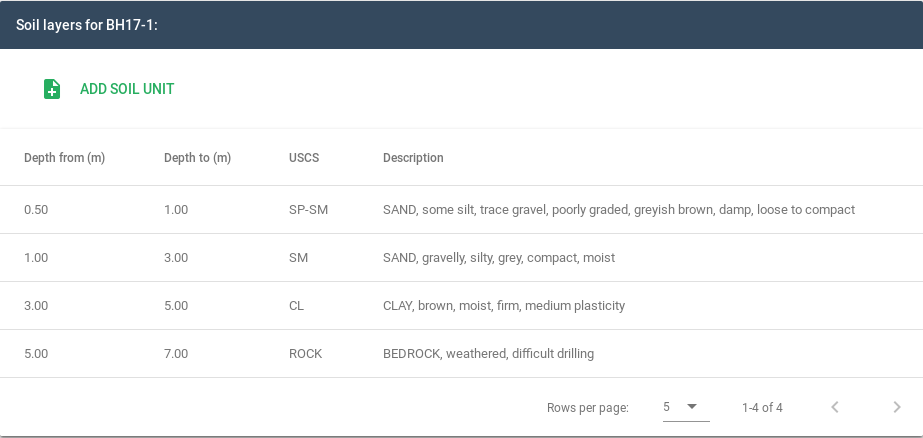 Soil layers for BH17-1:
ADD SOIL UNIT
Depth from (m) Depth to (m) USCS Description
0.50 1.00 SP-SM SAND, some silt, trace gravel, poorly graded, greyish brown, damp, loose to compact
1.00 3.00 SM SAND, gravelly, silty, grey, compact, moist
3.00 5.00 CL CLAY, brown, moist, firm, medium plasticity
5.00 7.00 ROCK BEDROCK, weathered, difficult drilling
Rows per page: 5 1-4 of 4